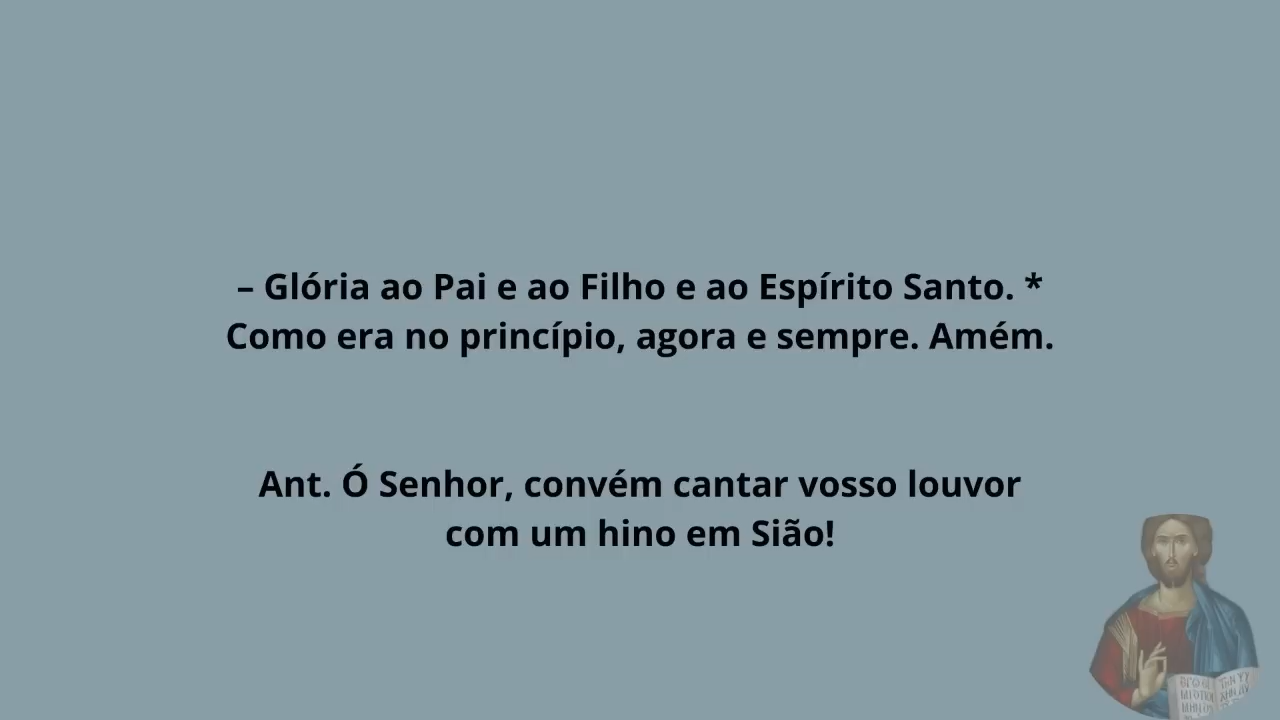 – Glória ao Pai e ao Filho e ao Espírito Santo. *
Como era no princípio, agora e sempre. Amém.
Ant. Ó Senhor, convém cantar vosso louvor
com um hino em Sião!